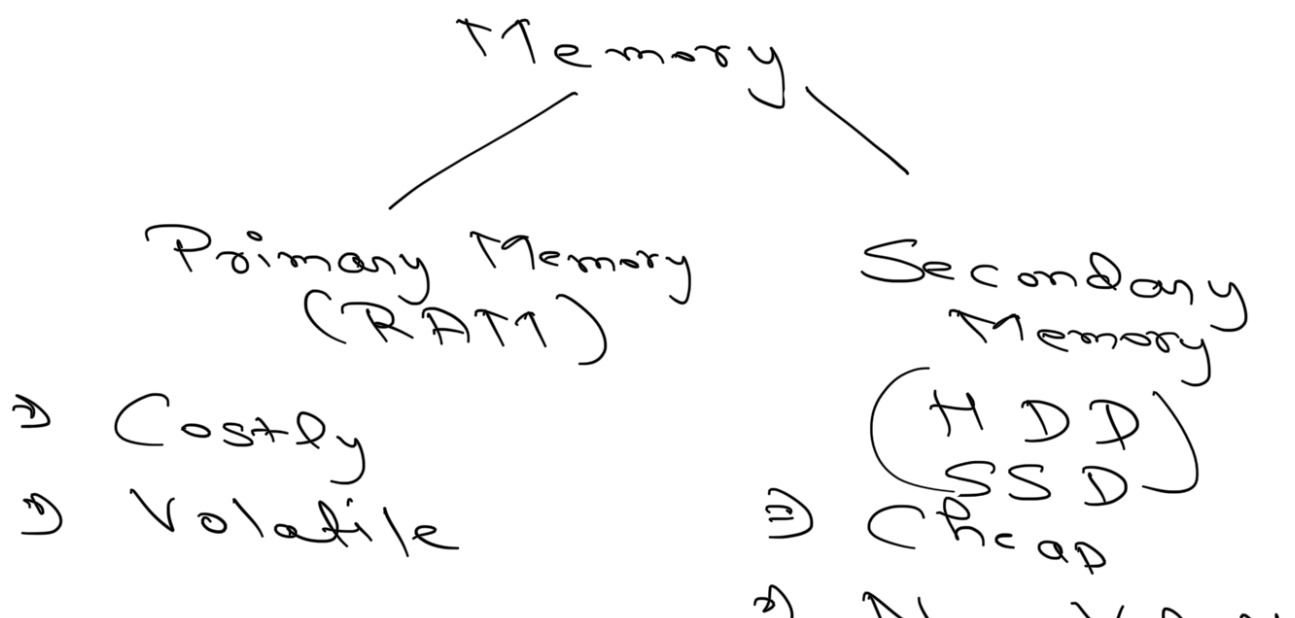 Memory
Primary Memory
(RAM)
⇒ Costly
⇒ Volatile
Secondary
Memory
(HDD
SSD)
⇒ Cheap